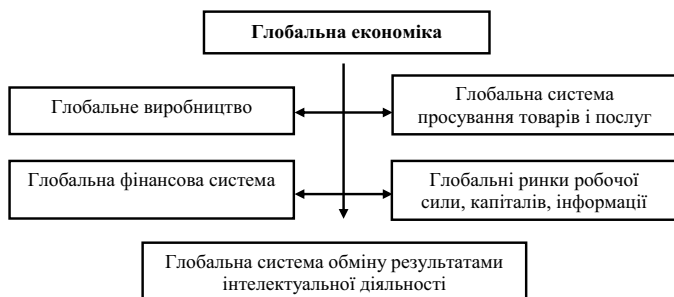 Глобальна економіка
Глобальне виробництво
Глобальна система
просування товарів і послуг
Глобальна фінансова система
Глобальні ринки робочої
сили, капіталів, інформації
Глобальна система обміну результатами
інтелектуальної діяльності